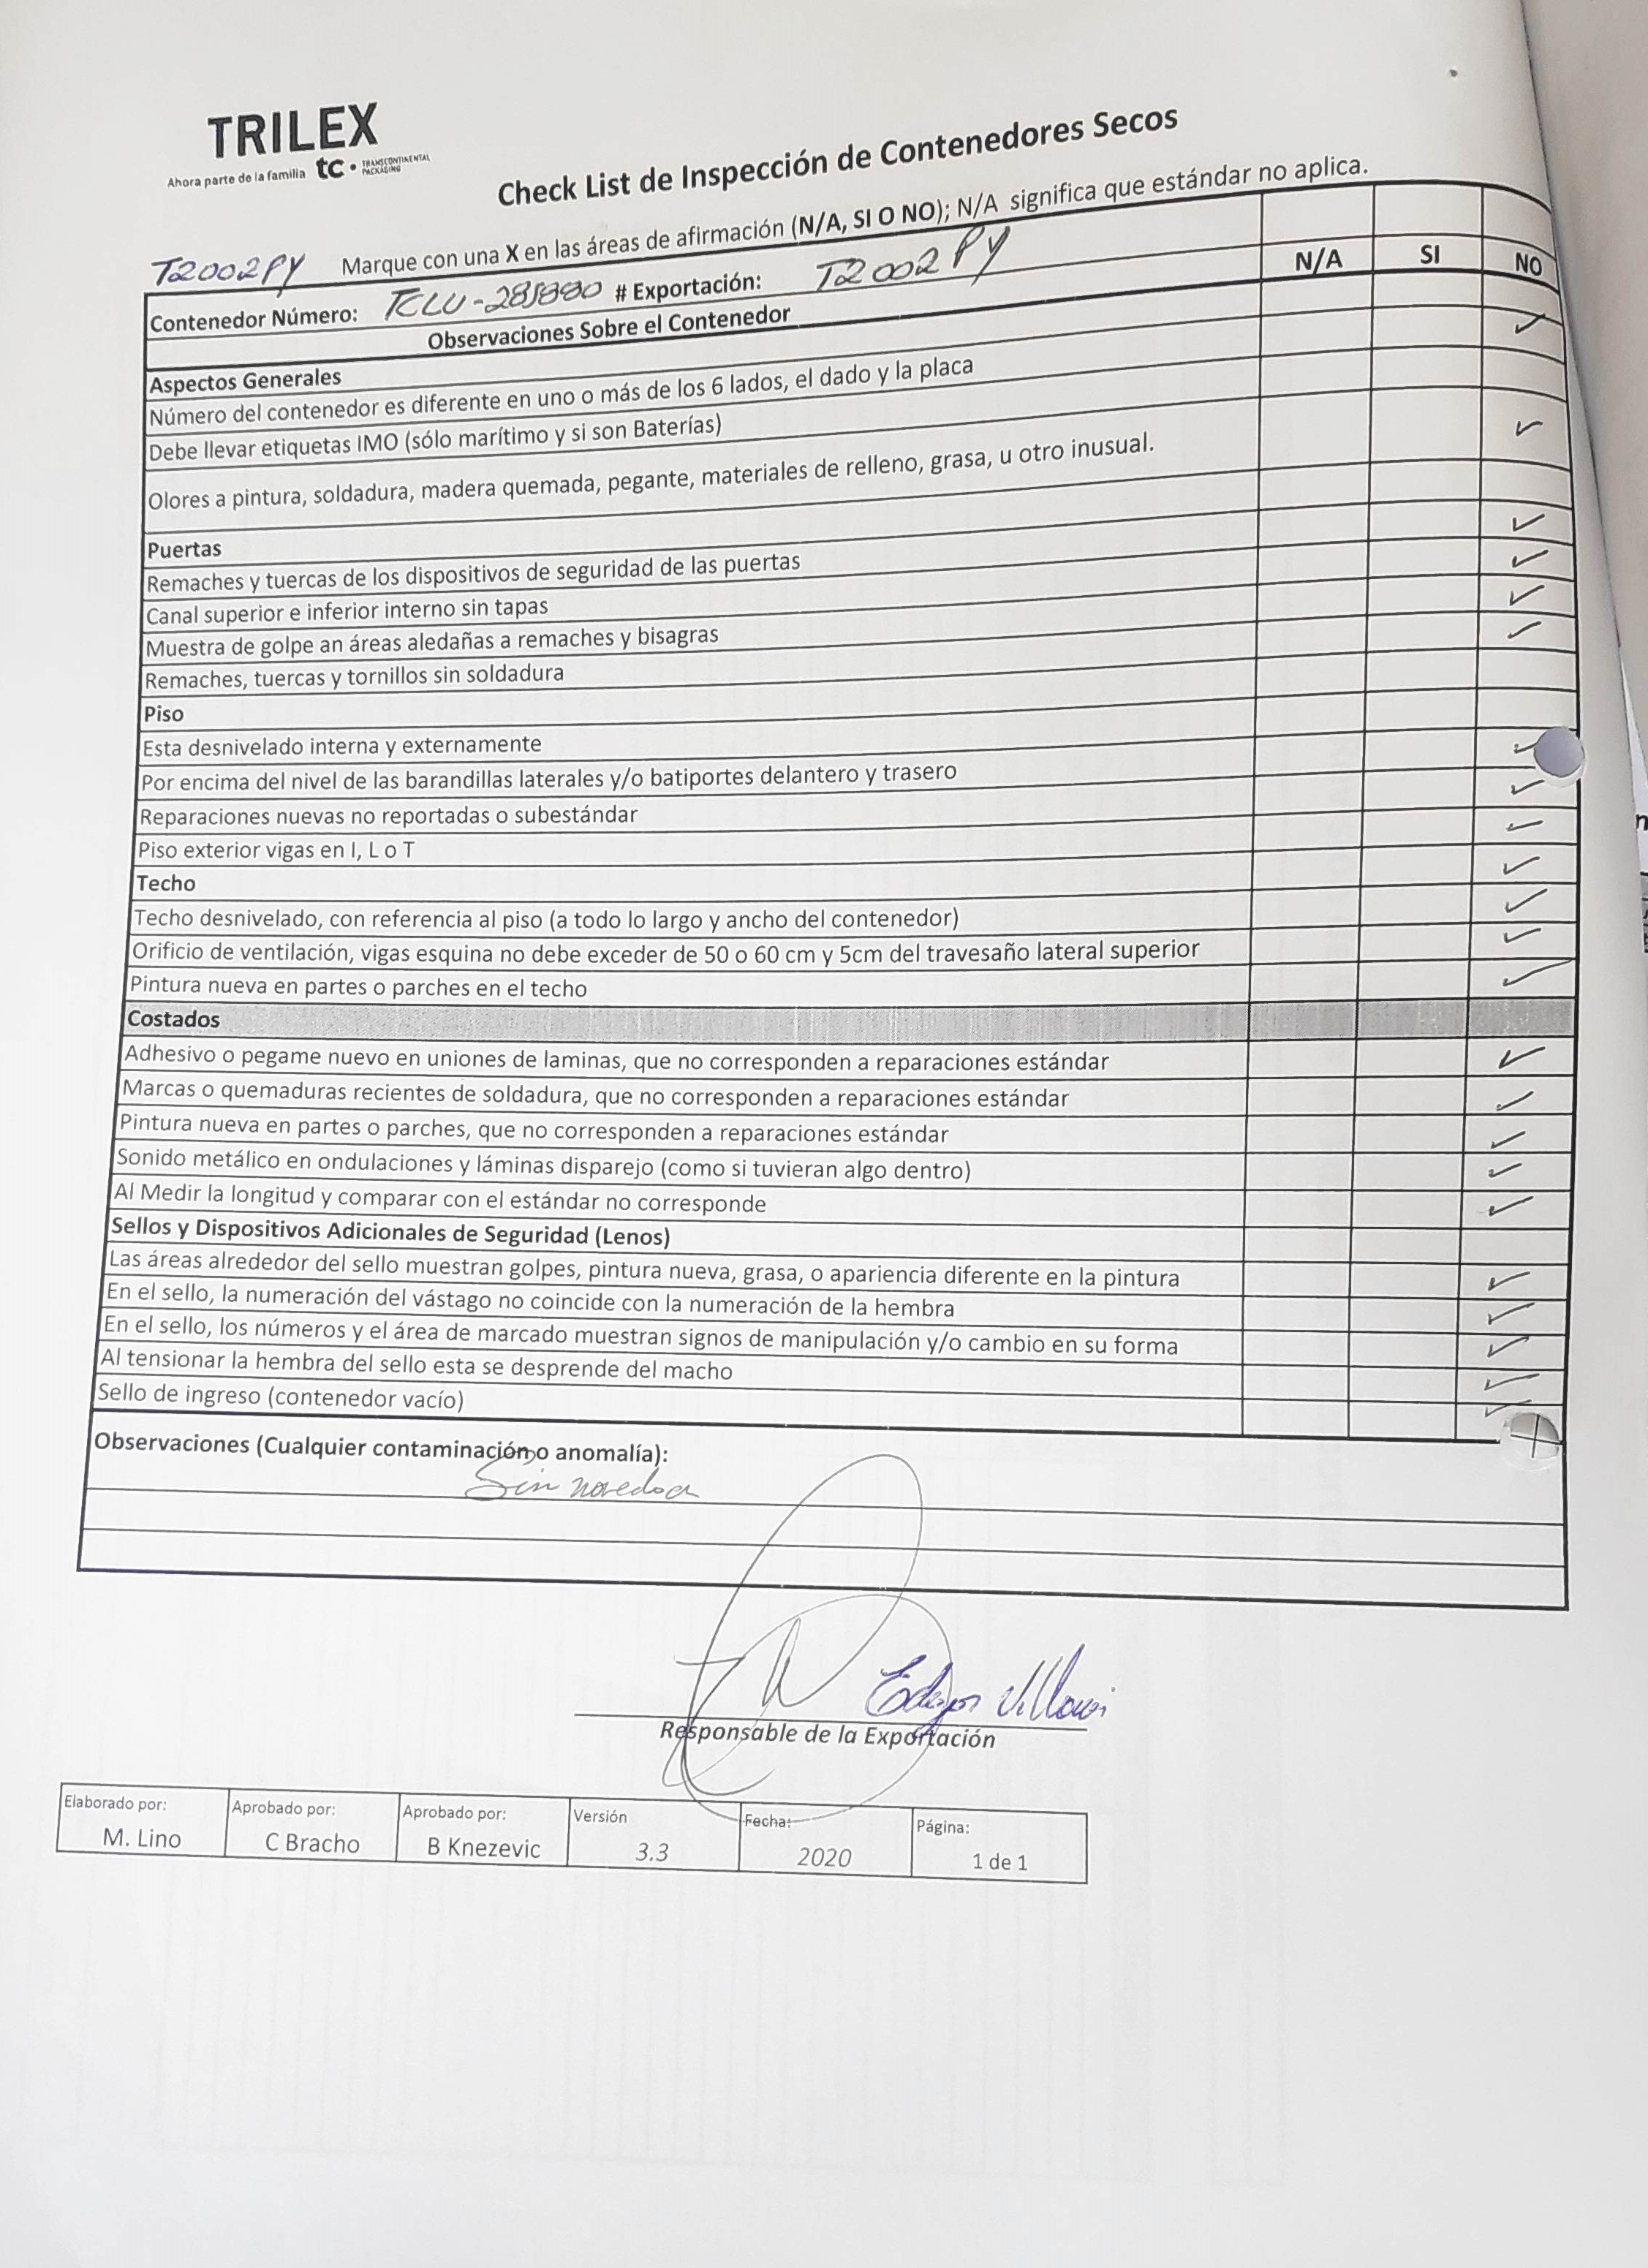 TRILEX
Ahora parte de la familia tc • TRANSCONTINENTAL PACKAGING
Check List de Inspección de Contenedores Secos
T2002PY Marque con una X en las áreas de afirmación (N/A, SI O NO); N/A significa que estándar no aplica.
Contenedor Número: TCLU-285880 # Exportación: T2002PY
Observaciones Sobre el Contenedor N/A SI NO
Aspectos Generales
Número del contenedor es diferente en uno o más de los 6 lados, el dado y la placa ✓
Debe llevar etiquetas IMO (sólo marítimo y si son Baterías)
Olores a pintura, soldadura, madera quemada, pegante, materiales de relleno, grasa, u otro inusual. ✓
Puertas
Remaches y tuercas de los dispositivos de seguridad de las puertas ✓
Canal superior e inferior interno sin tapas ✓
Muestra de golpe an áreas aledañas a remaches y bisagras ✓
Remaches, tuercas y tornillos sin soldadura ✓
Piso
Esta desnivelado interna y externamente ✓
Por encima del nivel de las barandillas laterales y/o batiportes delantero y trasero ✓
Reparaciones nuevas no reportadas o subestándar ✓
Piso exterior vigas en I, L o T ✓
Techo
Techo desnivelado, con referencia al piso (a todo lo largo y ancho del contenedor) ✓
Orificio de ventilación, vigas esquina no debe exceder de 50 o 60 cm y 5cm del travesaño lateral superior ✓
Pintura nueva en partes o parches en el techo ✓
Costados
Adhesivo o pegame nuevo en uniones de laminas, que no corresponden a reparaciones estándar ✓
Marcas o quemaduras recientes de soldadura, que no corresponden a reparaciones estándar ✓
Pintura nueva en partes o parches, que no corresponden a reparaciones estándar ✓
Sonido metálico en ondulaciones y láminas disparejo (como si tuvieran algo dentro) ✓
Al Medir la longitud y comparar con el estándar no corresponde ✓
Sellos y Dispositivos Adicionales de Seguridad (Lenos)
Las áreas alrededor del sello muestran golpes, pintura nueva, grasa, o apariencia diferente en la pintura ✓
En el sello, la numeración del vástago no coincide con la numeración de la hembra ✓
En el sello, los números y el área de marcado muestran signos de manipulación y/o cambio en su forma ✓
Al tensionar la hembra del sello esta se desprende del macho ✓
Sello de ingreso (contenedor vacío) ✓
Observaciones (Cualquier contaminación o anomalía):
Sin novedad
Responsable de la Exportación
Elaborado por: Aprobado por: Aprobado por: Versión Fecha: Página:
M. Lino C Bracho B Knezevic 3.3 2020 1 de 1